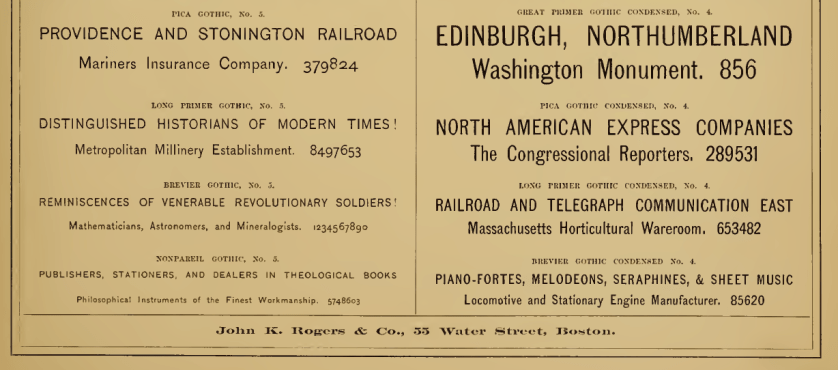 PICA GOTHIC, No. 5.
PROVIDENCE AND STONINGTON RAILROAD
Mariners Insurance Company. 379824
LONG PRIMER GOTHIC, No. 5.
DISTINGUISHED HISTORIANS OF MODERN TIMES!
Metropolitan Millinery Establishment. 8497653
BREVIER GOTHIC, No. 5.
REMINISCENCES OF VENERABLE REVOLUTIONARY SOLDIERS!
Mathematicians, Astronomers, and Mineralogists. 1234567890
NONPAREIL GOTHIC, No. 5.
PUBLISHERS, STATIONERS, AND DEALERS IN THEOLOGICAL BOOKS
Philosophical Instruments of the Finest Workmanship. 5748603
GREAT PRIMER GOTHIC CONDENSED, No. 4.
EDINBURGH, NORTHUMBERLAND
Washington Monument. 856
PICA GOTHIC CONDENSED, No. 4.
NORTH AMERICAN EXPRESS COMPANIES
The Congressional Reporters. 289531
LONG PRIMER GOTHIC CONDENSED, No. 4.
RAILROAD AND TELEGRAPH COMMUNICATION EAST
Massachusetts Horticultural Wareroom. 653482
BREVIER GOTHIC CONDENSED No. 4.
PIANO-FORTES, MELODEONS, SERAPHINES, & SHEET MUSIC
Locomotive and Stationary Engine Manufacturer. 85620
John K. Rogers & Co., 55 Water Street, Boston.